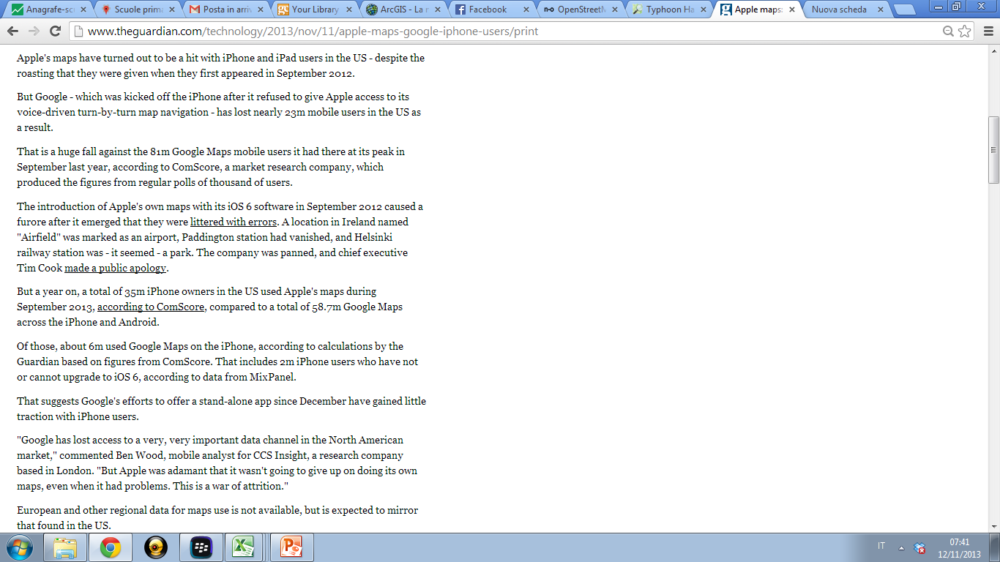 Anagrafe-sc
Scuole prima
Posta in arriv
Your Library
ArcGIS - La m
Facebook
OpenStreetM
Typhoon Ha
Apple maps:
Nuova scheda
www.theguardian.com/technology/2013/nov/11/apple-maps-google-iphone-users/print
Apple's maps have turned out to be a hit with iPhone and iPad users in the US - despite the
roasting that they were given when they first appeared in September 2012.
But Google - which was kicked off the iPhone after it refused to give Apple access to its
voice-driven turn-by-turn map navigation - has lost nearly 23m mobile users in the US as
a result.
That is a huge fall against the 81m Google Maps mobile users it had there at its peak in
September last year, according to ComScore, a market research company, which
produced the figures from regular polls of thousand of users.
The introduction of Apple's own maps with its iOS 6 software in September 2012 caused a
furore after it emerged that they were littered with errors. A location in Ireland named
"Airfield" was marked as an airport, Paddington station had vanished, and Helsinki
railway station was - it seemed - a park. The company was panned, and chief executive
Tim Cook made a public apology.
But a year on, a total of 35m iPhone owners in the US used Apple's maps during
September 2013, according to ComScore, compared to a total of 58.7m Google Maps
across the iPhone and Android.
Of those, about 6m used Google Maps on the iPhone, according to calculations by the
Guardian based on figures from ComScore. That includes 2m iPhone users who have not
or cannot upgrade to iOS 6, according to data from MixPanel.
That suggests Google's efforts to offer a stand-alone app since December have gained little
traction with iPhone users.
"Google has lost access to a very, very important data channel in the North American
market," commented Ben Wood, mobile analyst for CCS Insight, a research company
based in London. "But Apple was adamant that it wasn't going to give up on doing its own
maps, even when it had problems. This is a war of attrition."
European and other regional data for maps use is not available, but is expected to mirror
that found in the US.
IT
07:41
12/11/2013